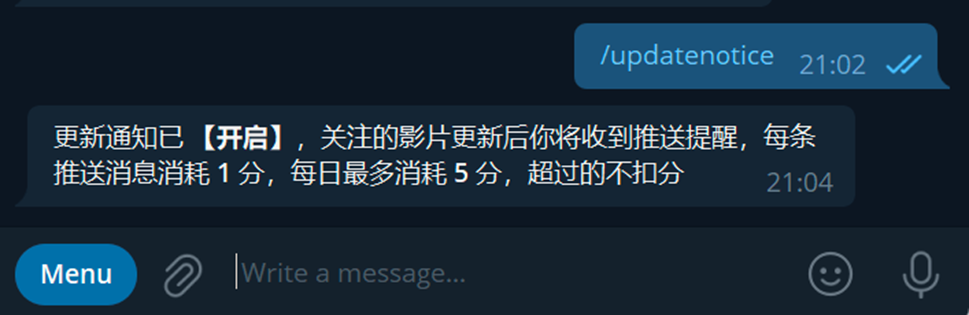 /updatenotice 21:02
更新通知已【开启】，关注的影片更新后你将收到推送提醒，每条
推送消息消耗 1 分，每日最多消耗 5 分，超过的不扣分
21:04
Menu Write a message...